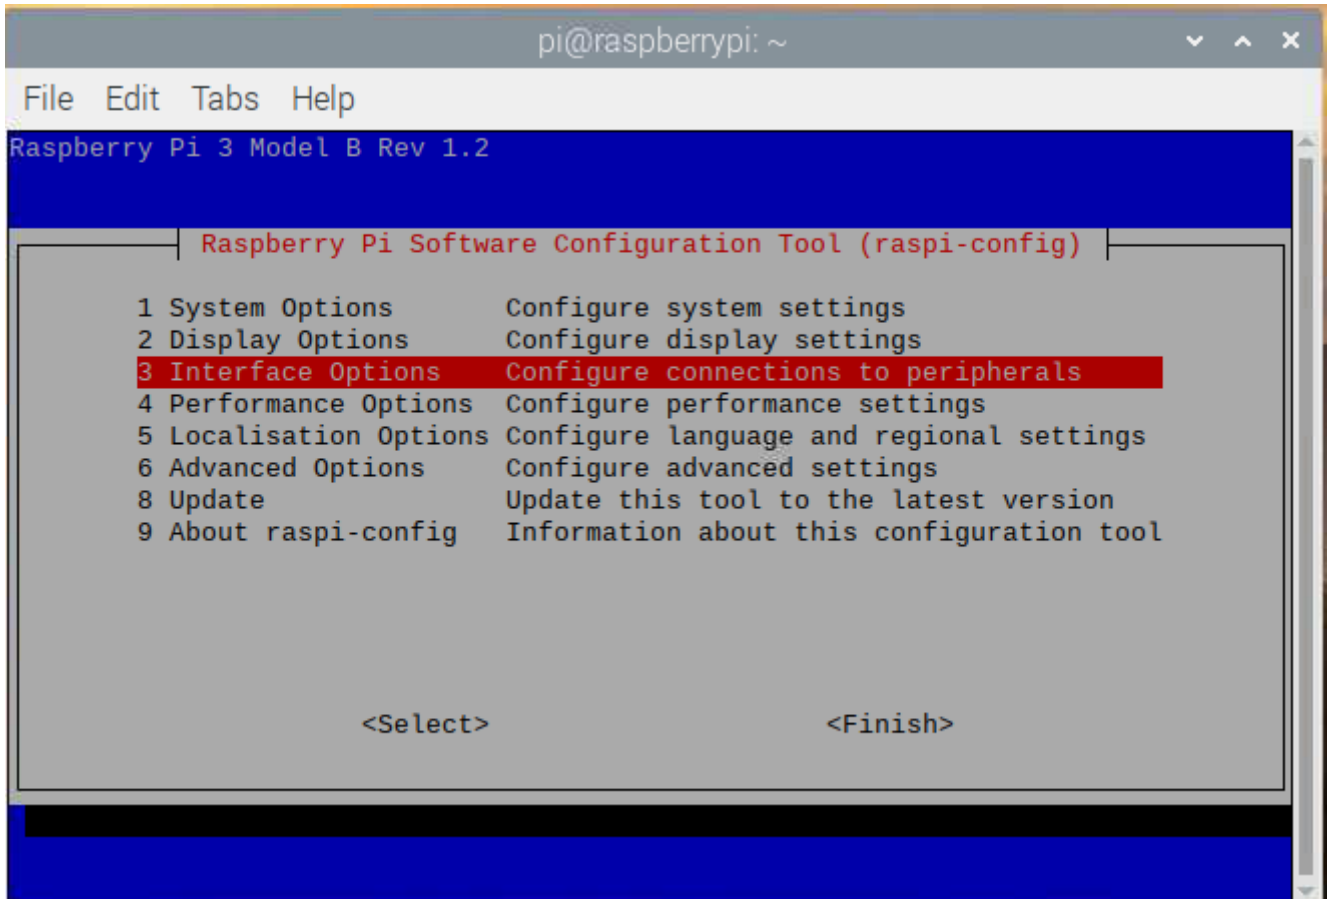 pi@raspberrypi: ~
File Edit Tabs Help
Raspberry Pi 3 Model B Rev 1.2
Raspberry Pi Software Configuration Tool (raspi-config)
1 System Options Configure system settings
2 Display Options Configure display settings
3 Interface Options Configure connections to peripherals
4 Performance Options Configure performance settings
5 Localisation Options Configure language and regional settings
6 Advanced Options Configure advanced settings
8 Update Update this tool to the latest version
9 About raspi-config Information about this configuration tool
<Select> <Finish>